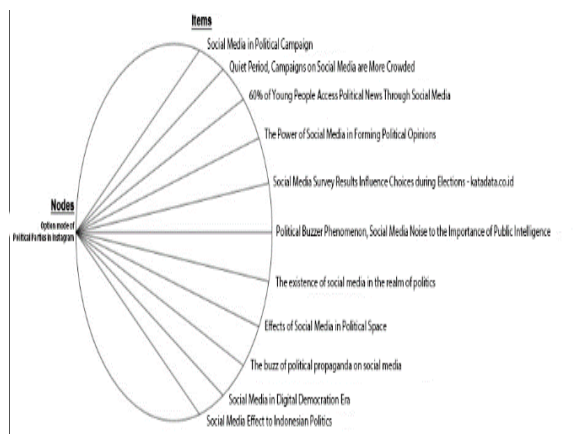 Items
Social Media in Political Campaign
Quiet Period, Campaigns on Social Media are More Crowded
60% of Young People Access Political News Through Social Media
The Power of Social Media in Forming Political Opinions
Social Media Survey Results Influence Choices during Elections - katadata.co.id
Nodes
Option mode of
Political Parties in Instagram
Political Buzzer Phenomenon, Social Media Noise to the Importance of Public Intelligence
The existence of social media in the realm of politics
Effects of Social Media in Political Space
The buzz of political propaganda on social media
Social Media in Digital Democration Era
Social Media Effect to Indonesian Politics